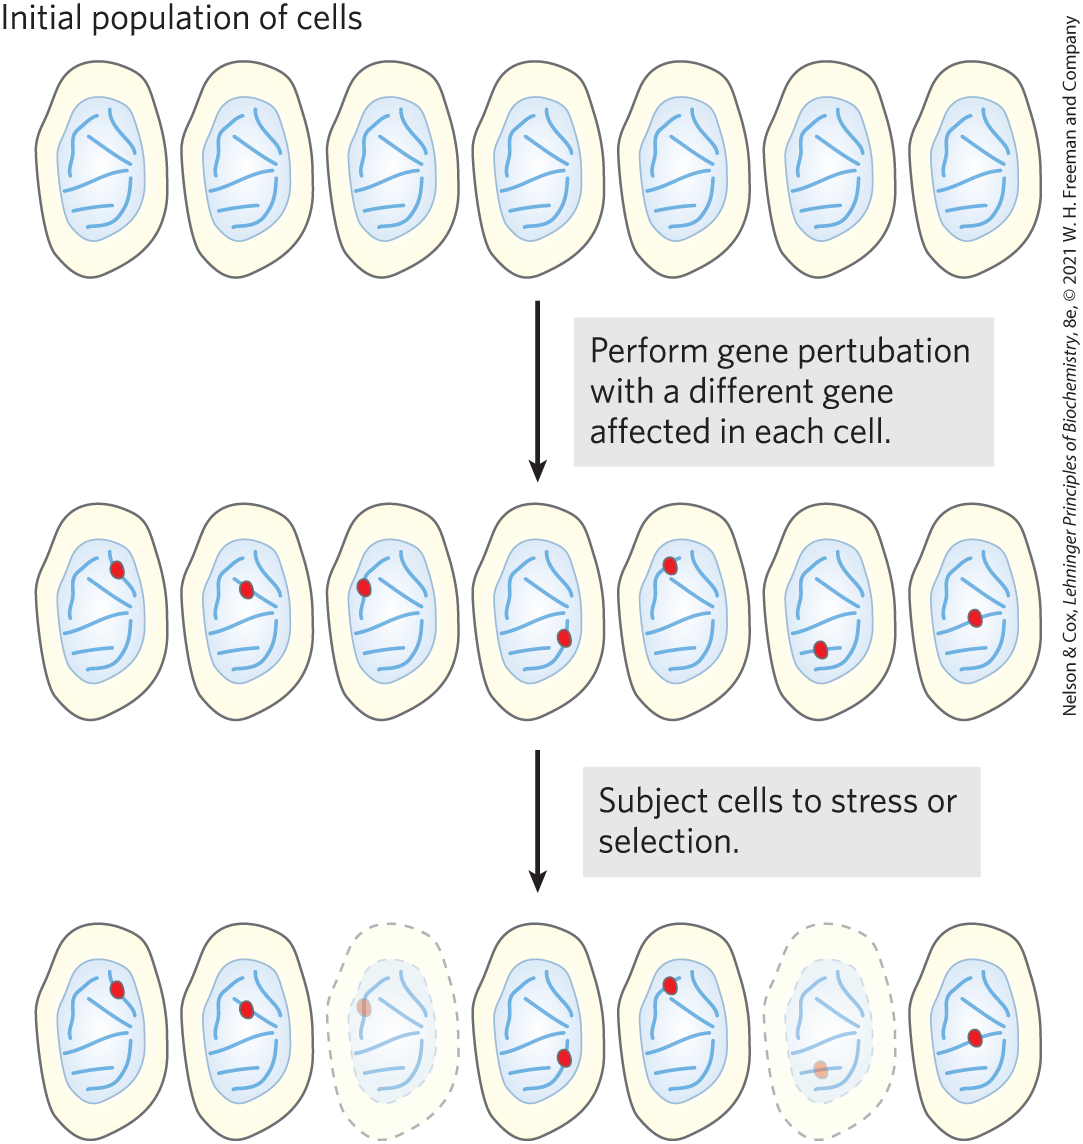 Initial population of cells
Perform gene pertubation
with a different gene
affected in each cell.
Subject cells to stress or
selection.
Nelson & Cox, Lehninger Principles of Biochemistry, 8e, © 2021 W. H. Freeman and Company